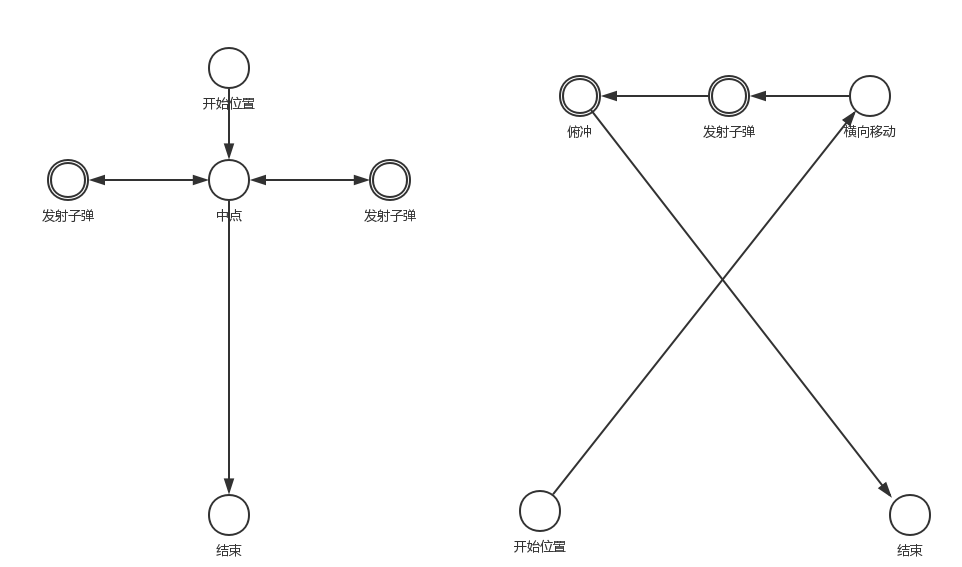 开始位置
发射子弹
中点
发射子弹
结束
俯冲
发射子弹
横向移动
开始位置
结束